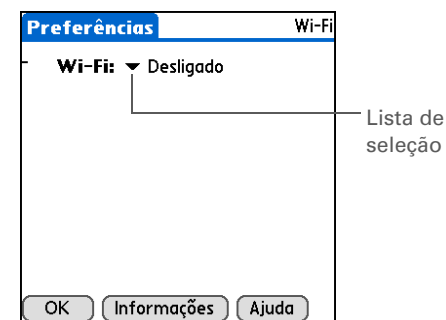 Preferências Wi-Fi
Wi-Fi: Desligado
Lista de
seleção
OK Informações Ajuda